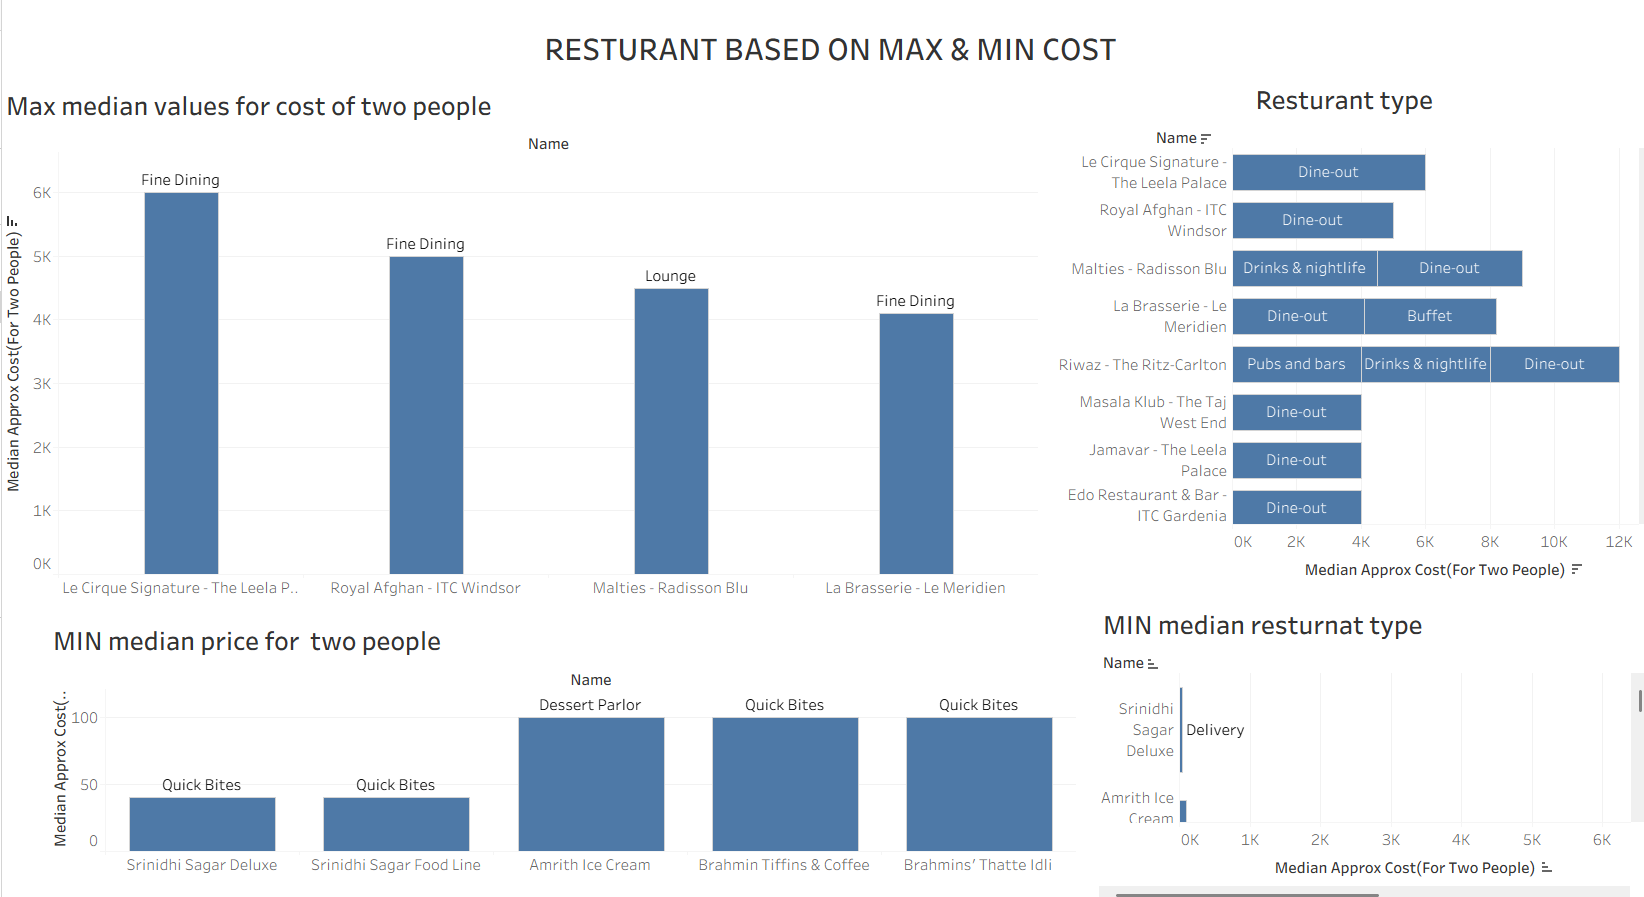 RESTURANT BASED ON MAX & MIN COST
Max median values for cost of two people
Name
Median Approx Cost(For Two People)
6K
5K
4K
3K
2K
1K
0K
Fine Dining
Fine Dining
Lounge
Fine Dining
Le Cirque Signature - The Leela P..
Royal Afghan - ITC Windsor
Malties - Radisson Blu
La Brasserie - Le Meridien
Resturant type
Name
Le Cirque Signature -
The Leela Palace
Dine-out
Royal Afghan - ITC
Windsor
Dine-out
Malties - Radisson Blu
Drinks & nightlife
Dine-out
La Brasserie - Le
Meridien
Dine-out
Buffet
Riwaz - The Ritz-Carlton
Pubs and bars
Drinks & nightlife
Dine-out
Masala Klub - The Taj
West End
Dine-out
Jamavar - The Leela
Palace
Dine-out
Edo Restaurant & Bar -
ITC Gardenia
Dine-out
0K
2K
4K
6K
8K
10K
12K
Median Approx Cost(For Two People)
MIN median price for  two people
Name
Median Approx Cost(..
100
50
0
Quick Bites
Quick Bites
Dessert Parlor
Quick Bites
Quick Bites
Srinidhi Sagar Deluxe
Srinidhi Sagar Food Line
Amrith Ice Cream
Brahmin Tiffins & Coffee
Brahmins' Thatte Idli
MIN median resturnat type
Name
Srinidhi
Sagar
Deluxe
Delivery
Amrith Ice
Cream
0K
1K
2K
3K
4K
5K
6K
Median Approx Cost(For Two People)